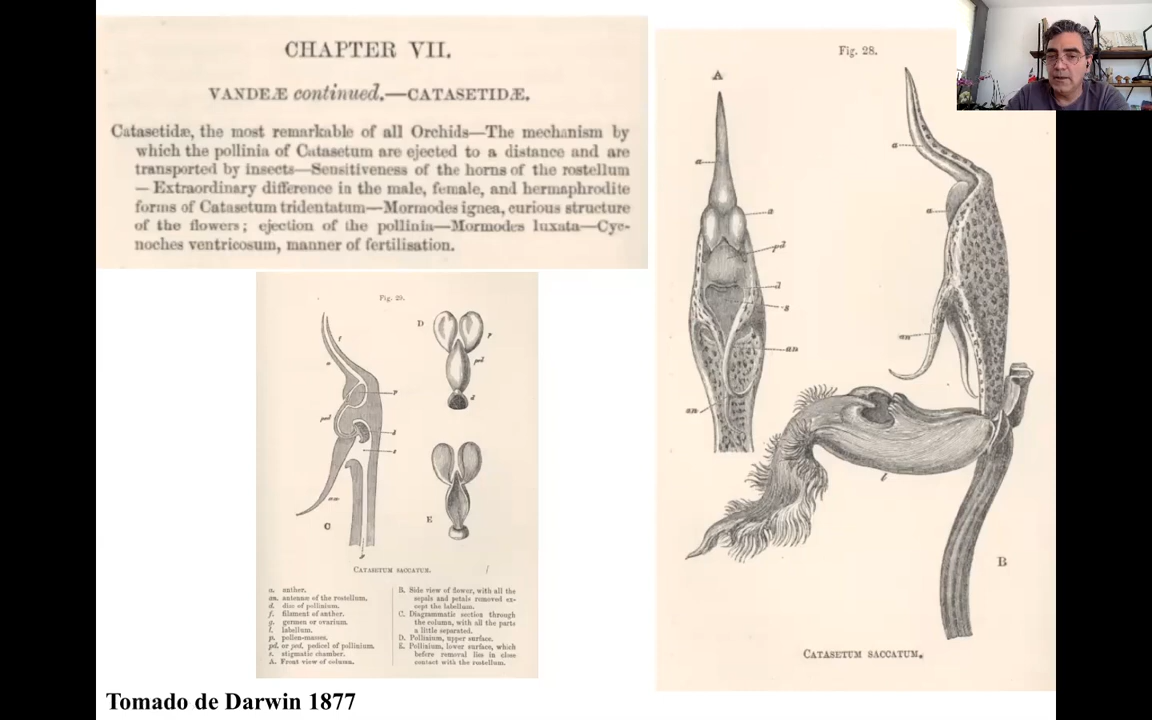 CHAPTER VII.
VANDEÆ continued.—CATASETIDÆ.
Catasetidæ, the most remarkable of all Orchids—The mechanism by
which the pollinia of Catasetum are ejected to a distance and are
transported by insects—Sensitiveness of the horns of the rostellum
— Extraordinary difference in the male, female, and hermaphrodite
forms of Catasetum tridentatum—Mormodes ignea, curious structure
of the flowers; ejection of the pollinia—Mormodes luxata—Cyc-
noches ventricosum, manner of fertilisation.
Fig. 28.
A
a
a
pd
d
s
an
an
a
a
an
l
B
CATASETUM SACCATUM.
Fig. 29.
D
p
ped
d
E
f
a
p
ped
d
s
an
C
g
CATASETUM SACCATUM.
a. anther.
an. antennæ of the rostellum.
d. disc of pollinium.
f. filament of anther.
g. germen or ovarium.
l. labellum.
p. pollen-masses.
pd. or ped. pedicel of pollinium.
s. stigmatic chamber.
A. Front view of column.
B. Side view of flower, with all the
sepals and petals removed ex-
cept the labellum.
C. Diagrammatic section through
the column, with all the parts
a little separated.
D. Pollinium, upper surface.
E. Pollinium, lower surface, which
before removal lies in close
contact with the rostellum.
Tomado de Darwin 1877